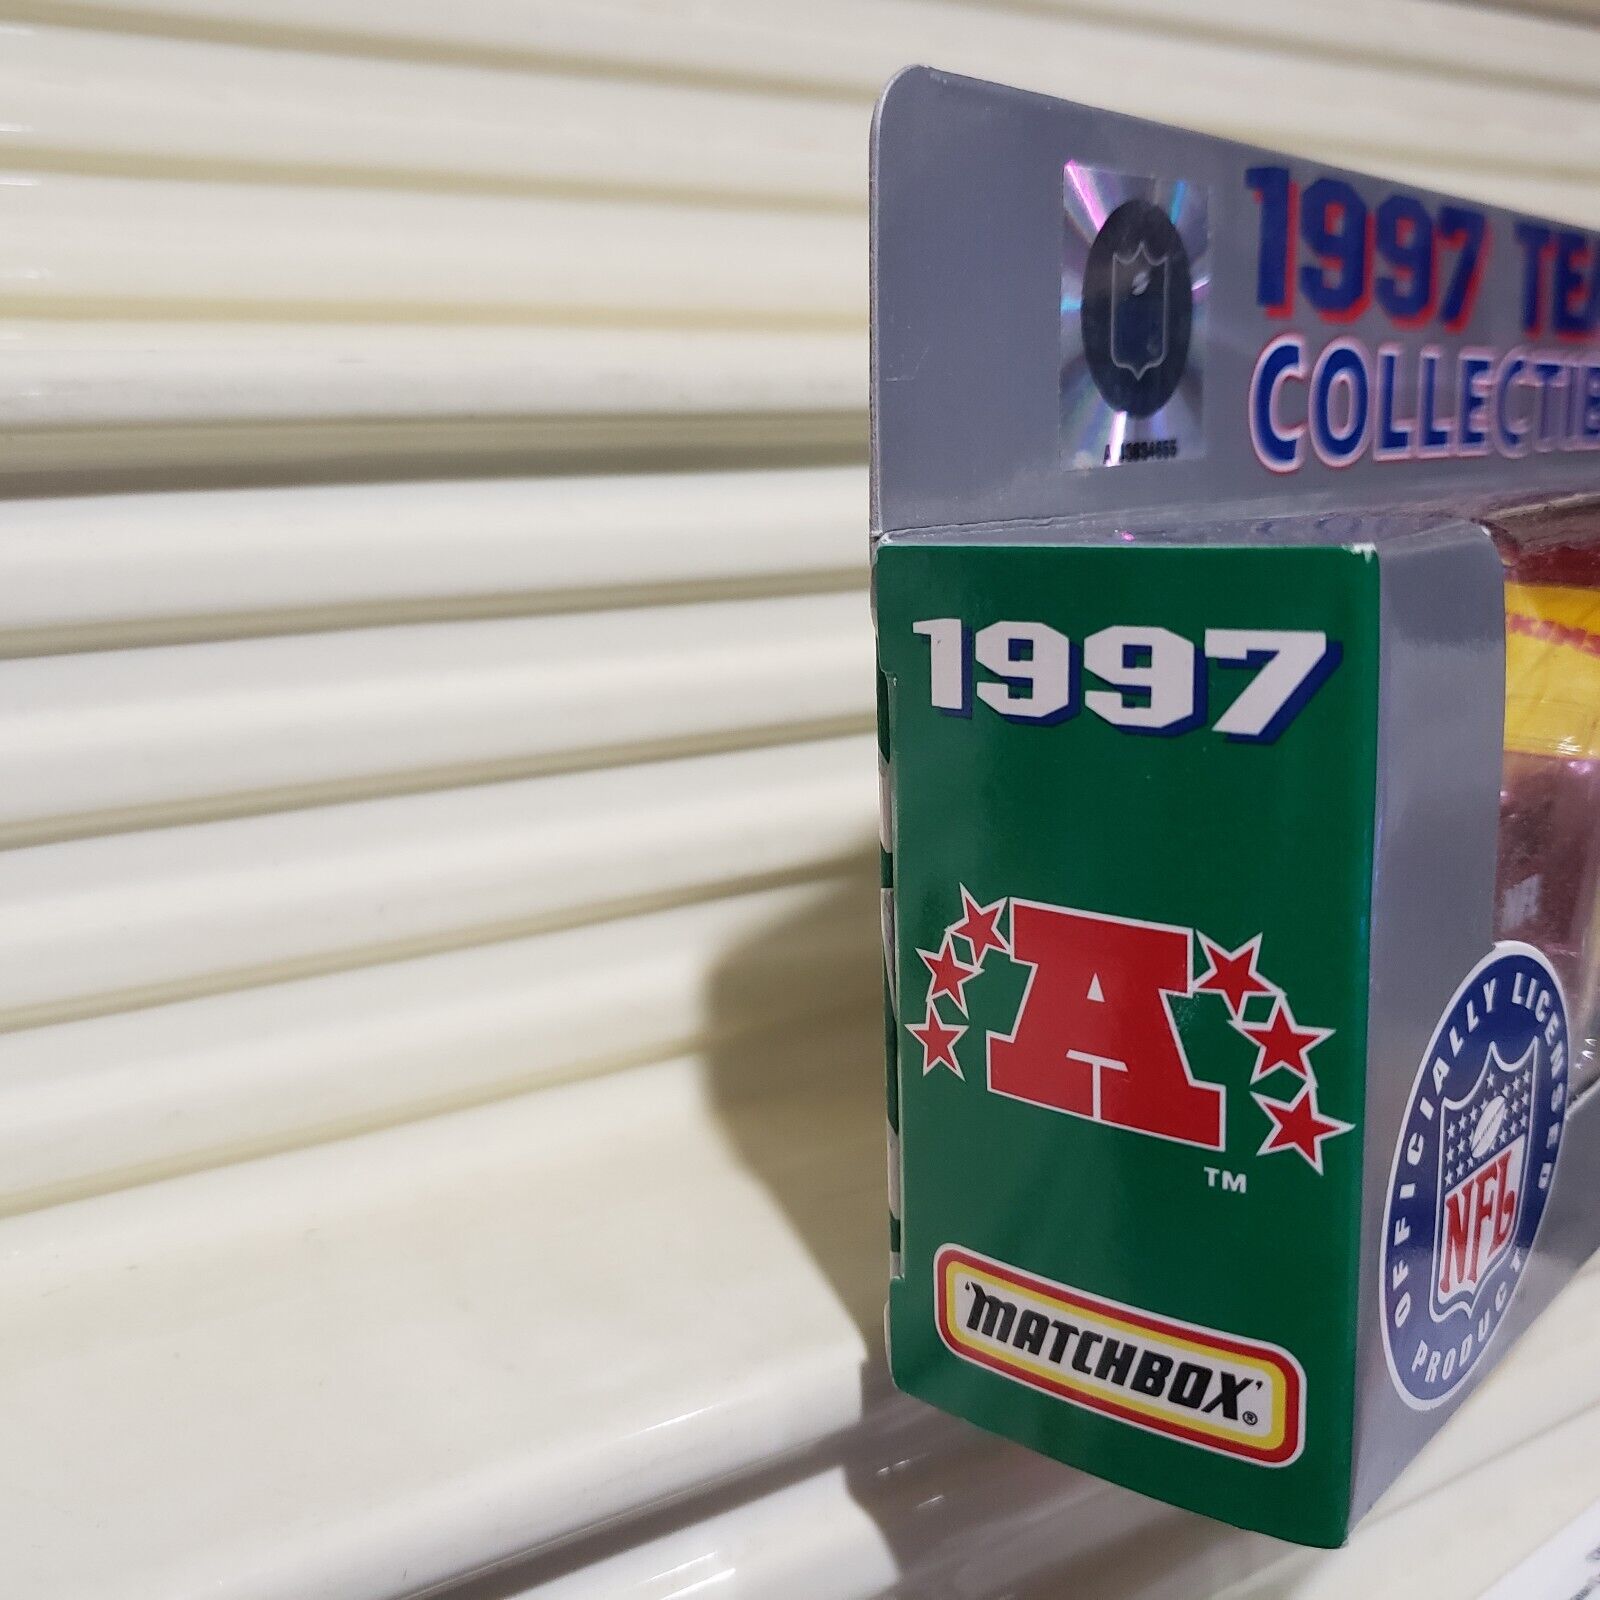 1997 TEA
COLLECTIB
1997
A
TM
MATCHBOX®
OFFICIALLY LICENSED
NFL
PRODUCT